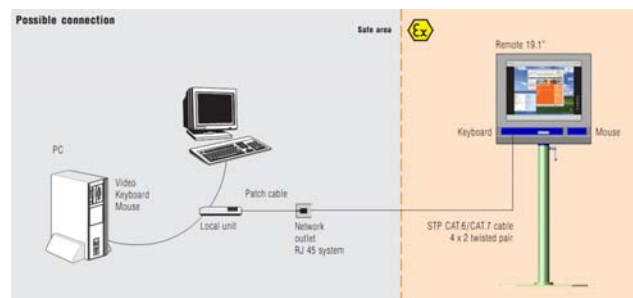 Possible connection
Safe area
Ex
Remote 19.1"
Keyboard
Mouse
PC
Video
Keyboard
Mouse
Patch cable
Local unit
Network
outlet
RJ 45 system
STP CAT.6/CAT.7 cable
4 x 2 twisted pair